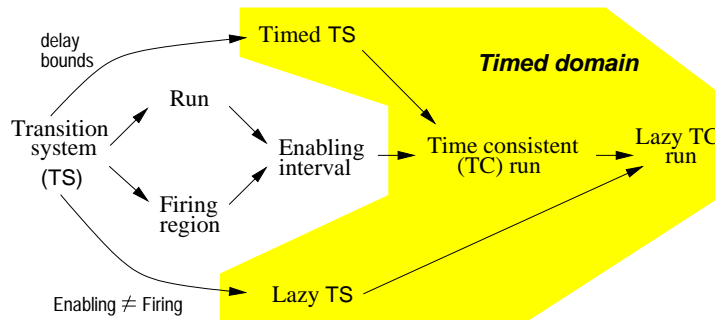 delay
bounds
Timed TS
Timed domain
Run
Transition
system
(TS)
Enabling
interval
Time consistent
(TC) run
Lazy TC
run
Firing
region
Enabling ≠ Firing
Lazy TS